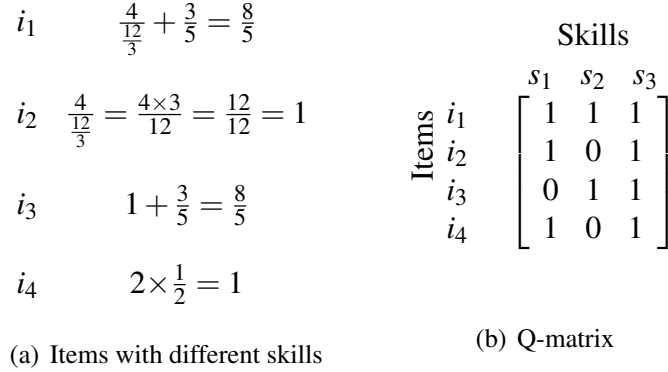 i₁ 4/(12/3) + 3/5 = 8/5
i₂ 4/(12/3) = (4×3)/12 = 12/12 = 1
i₃ 1 + 3/5 = 8/5
i₄ 2 × 1/2 = 1
(a) Items with different skills
Skills
s₁ s₂ s₃
Items
i₁ 1 1 1
i₂ 1 0 1
i₃ 0 1 1
i₄ 1 0 1
(b) Q-matrix